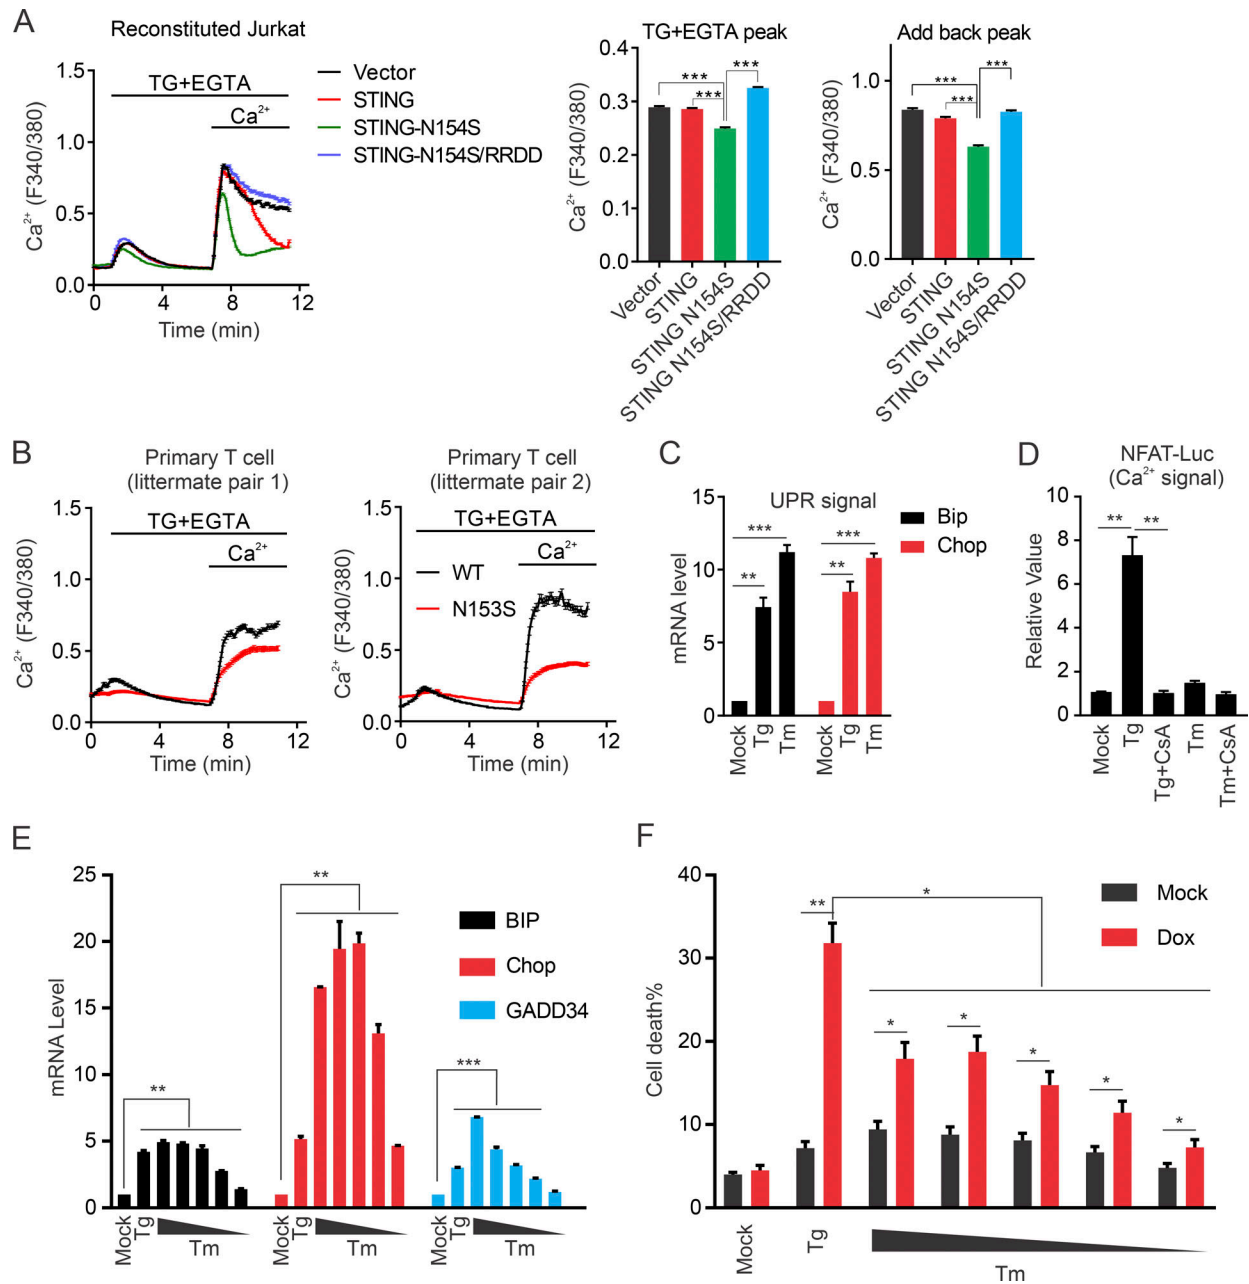 A
Reconstituted Jurkat
TG+EGTA
Ca²⁺
Vector
STING
STING-N154S
STING-N154S/RRDD
Ca²⁺ (F340/380)
1.5
1.0
0.5
0.0
0 4 8 12
Time (min)
TG+EGTA peak
Ca²⁺ (F340/380)
0.4
0.3
0.2
0.1
0.0
*** *** ***
Vector
STING
STING N154S
STING N154S/RRDD
Add back peak
Ca²⁺ (F340/380)
1.0
0.5
0.0
*** *** ***
Vector
STING
STING N154S
STING N154S/RRDD
B
Primary T cell
(littermate pair 1)
TG+EGTA
Ca²⁺
Ca²⁺ (F340/380)
1.5
1.0
0.5
0.0
0 4 8 12
Time (min)
Primary T cell
(littermate pair 2)
TG+EGTA
Ca²⁺
WT
N153S
Ca²⁺ (F340/380)
1.5
1.0
0.5
0.0
0 4 8 12
Time (min)
C
UPR signal
Bip
Chop
mRNA level
15
10
5
0
*** ** *** **
Mock Tg Tm Mock Tg Tm
D
NFAT-Luc
(Ca²⁺ signal)
Relative Value
10
8
6
4
2
0
** **
Mock
Tg
Tg+CsA
Tm
Tm+CsA
E
mRNA Level
25
20
15
10
5
0
** ** ***
BIP
Chop
GADD34
Mock Tg Tm Mock Tg Tm Mock Tg Tm
F
Cell death%
40
30
20
10
0
** * * * * * *
Mock
Dox
Mock Tg Tm